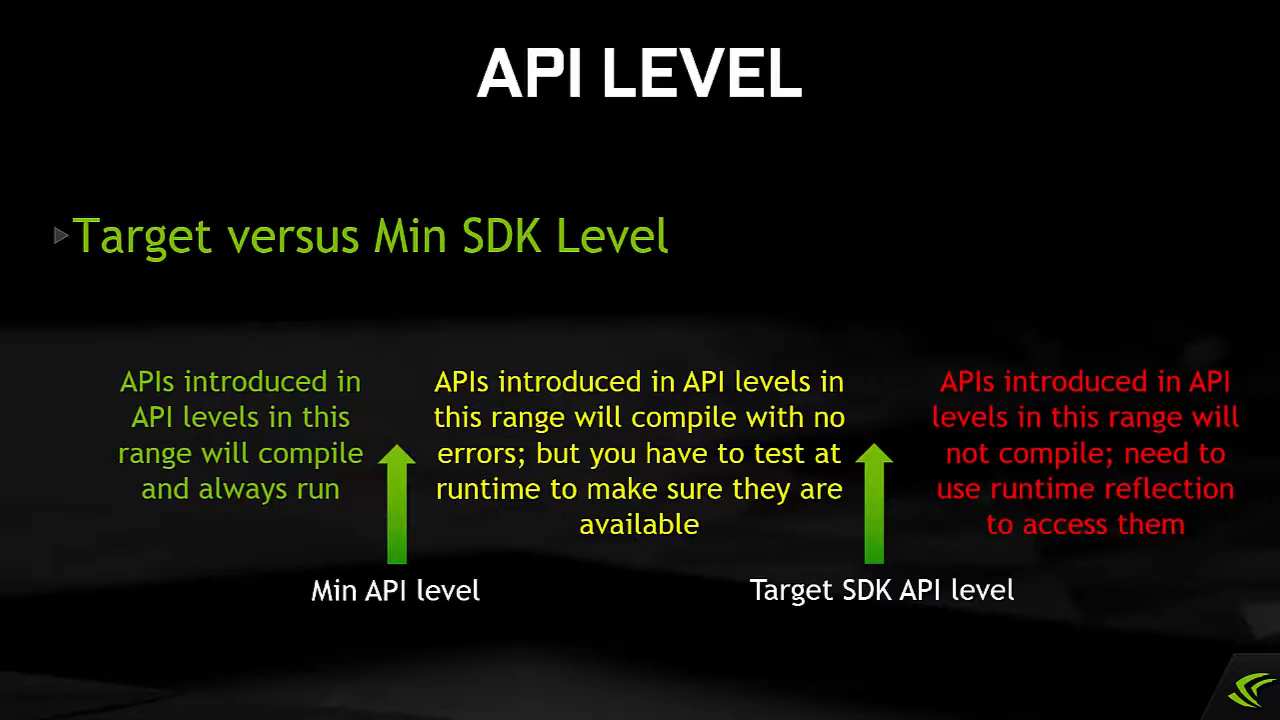 API LEVEL
Target versus Min SDK Level
APIs introduced in
API levels in this
range will compile
and always run
APIs introduced in API levels in
this range will compile with no
errors; but you have to test at
runtime to make sure they are
available
APIs introduced in API
levels in this range will
not compile; need to
use runtime reflection
to access them
Min API level
Target SDK API level